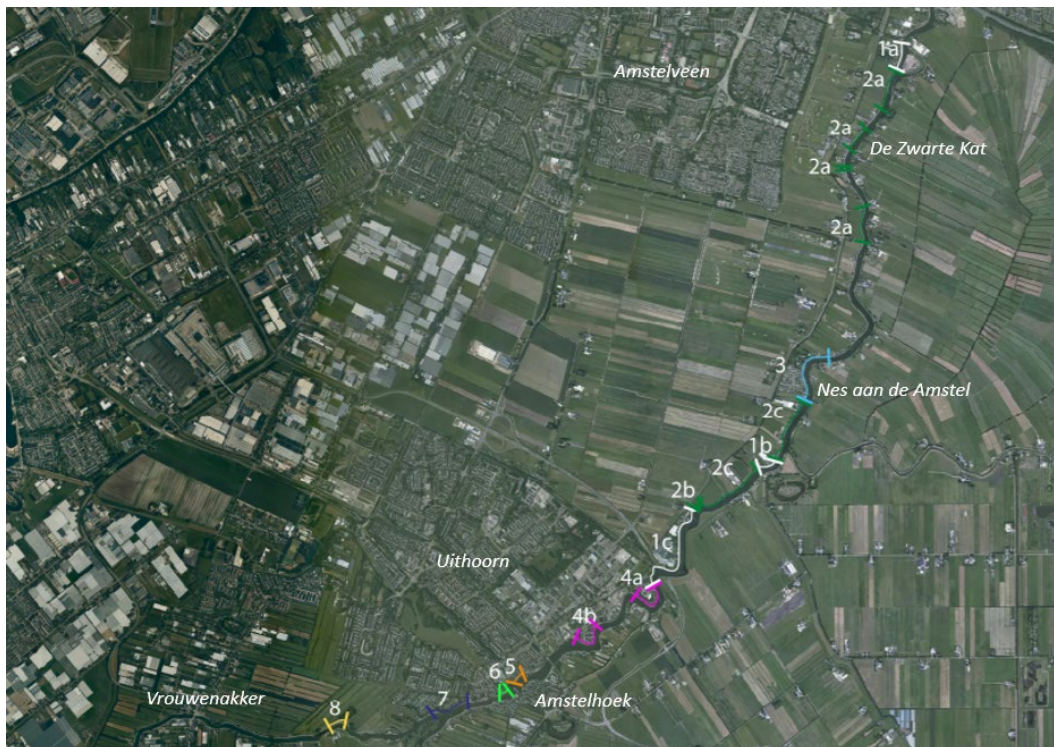 1a
Amstelveen
2a
2a
De Zwarte Kat
2a
2a
3
Nes aan de Amstel
2c
1b
2c
2b
1c
Uithoorn
4a
4b
5
6
Vrouwenakker
7
Amstelhoek
8